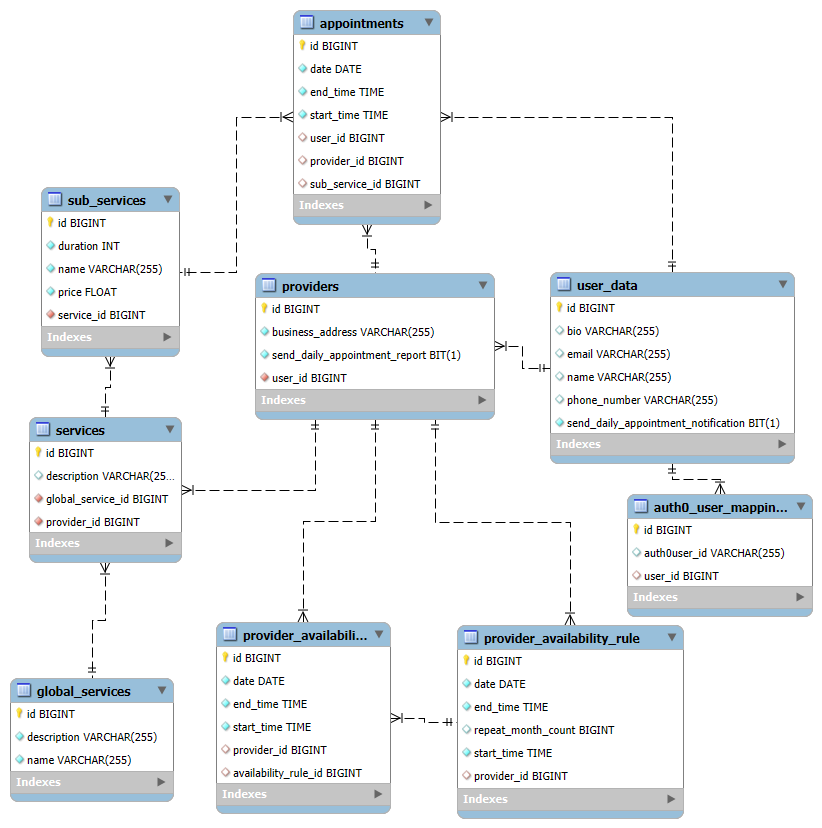 appointments
id BIGINT
date DATE
end_time TIME
start_time TIME
user_id BIGINT
provider_id BIGINT
sub_service_id BIGINT
Indexes
sub_services
id BIGINT
duration INT
name VARCHAR(255)
price FLOAT
service_id BIGINT
Indexes
providers
id BIGINT
business_address VARCHAR(255)
send_daily_appointment_report BIT(1)
user_id BIGINT
Indexes
user_data
id BIGINT
bio VARCHAR(255)
email VARCHAR(255)
name VARCHAR(255)
phone_number VARCHAR(255)
send_daily_appointment_notification BIT(1)
Indexes
services
id BIGINT
description VARCHAR(25...
global_service_id BIGINT
provider_id BIGINT
Indexes
auth0_user_mappin...
id BIGINT
auth0user_id VARCHAR(255)
user_id BIGINT
Indexes
global_services
id BIGINT
description VARCHAR(255)
name VARCHAR(255)
Indexes
provider_availabili...
id BIGINT
date DATE
end_time TIME
start_time TIME
provider_id BIGINT
availability_rule_id BIGINT
Indexes
provider_availability_rule
id BIGINT
date DATE
end_time TIME
repeat_month_count BIGINT
start_time TIME
provider_id BIGINT
Indexes